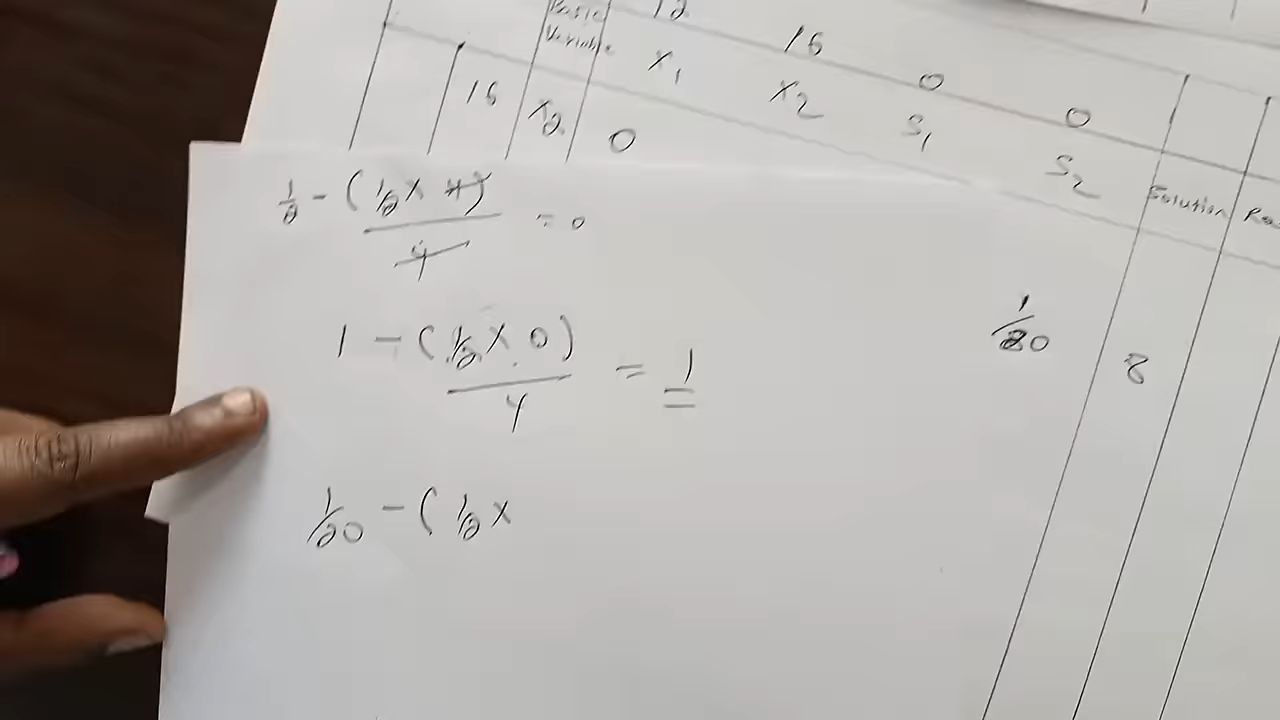 Basic 12 16 0 0
Variable x₁ x₂ S₁ S₂ Solution
16 x₂ 0
1/2 - (1/2 x 4)/4 = 0
1 - (1/2 x 0)/4 = 1
1/20 8
1/20 - (1/2 x